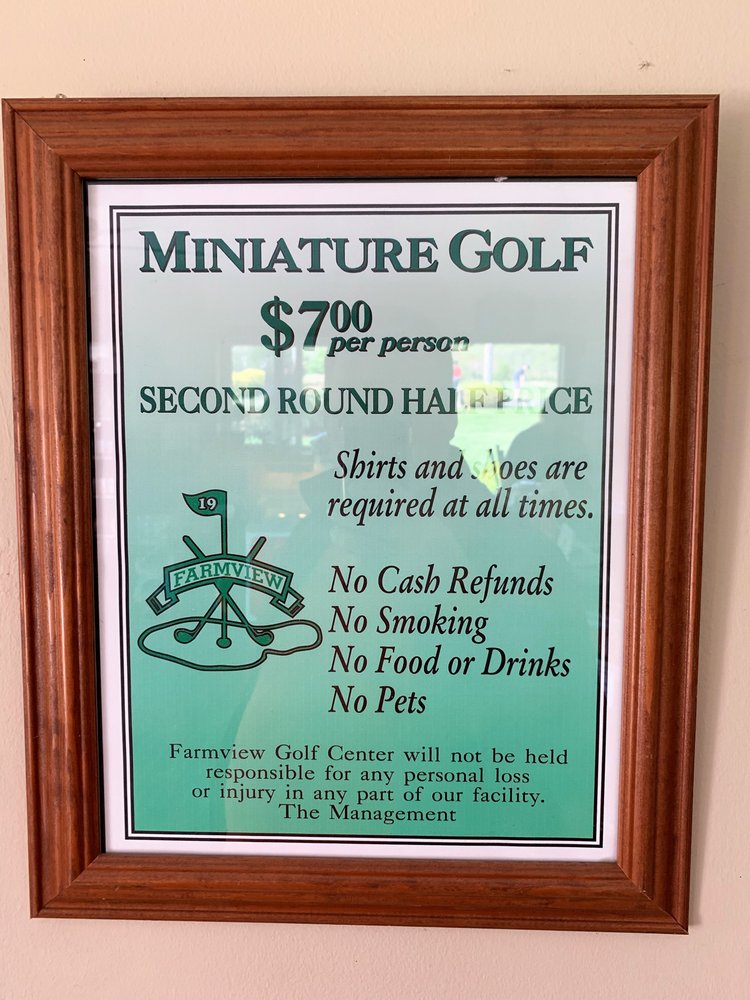 MINIATURE GOLF
$7.00
per person
SECOND ROUND HALF PRICE
Shirts and shoes are
required at all times.
19
FARMVIEW
No Cash Refunds
No Smoking
No Food or Drinks
No Pets
Farmview Golf Center will not be held
responsible for any personal loss
or injury in any part of our facility.
The Management